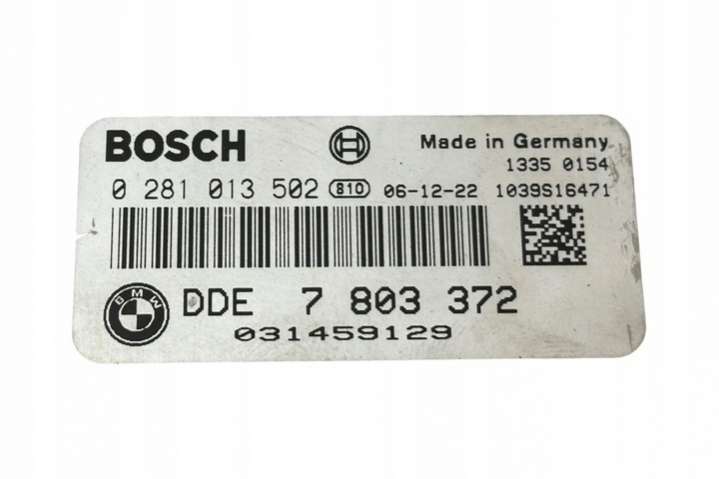 BOSCH Made in Germany
1335 0154
0 281 013 502 810 06-12-22 1039S16471
BMW DDE 7 803 372
031459129